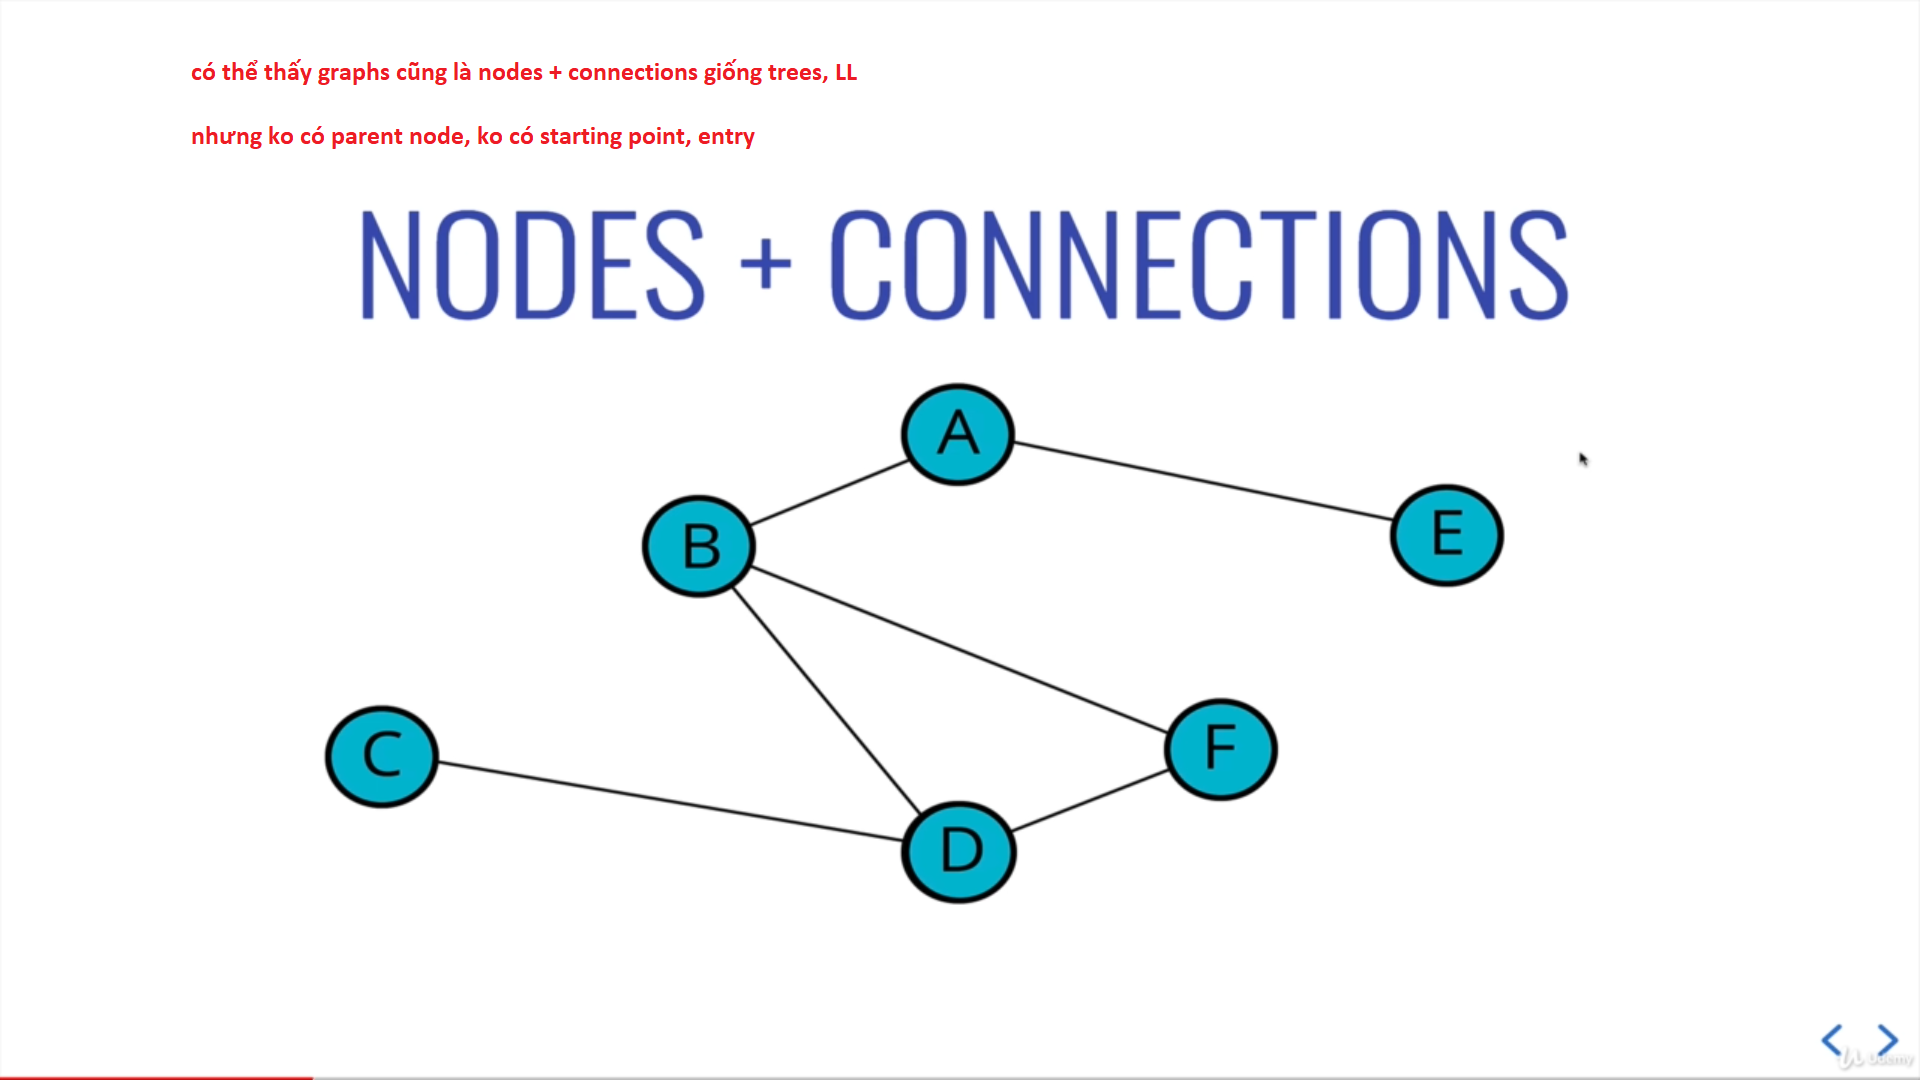 có thể thấy graphs cũng là nodes + connections giống trees, LL
nhưng ko có parent node, ko có starting point, entry
NODES + CONNECTIONS
A
E
B
F
C
D
Udemy